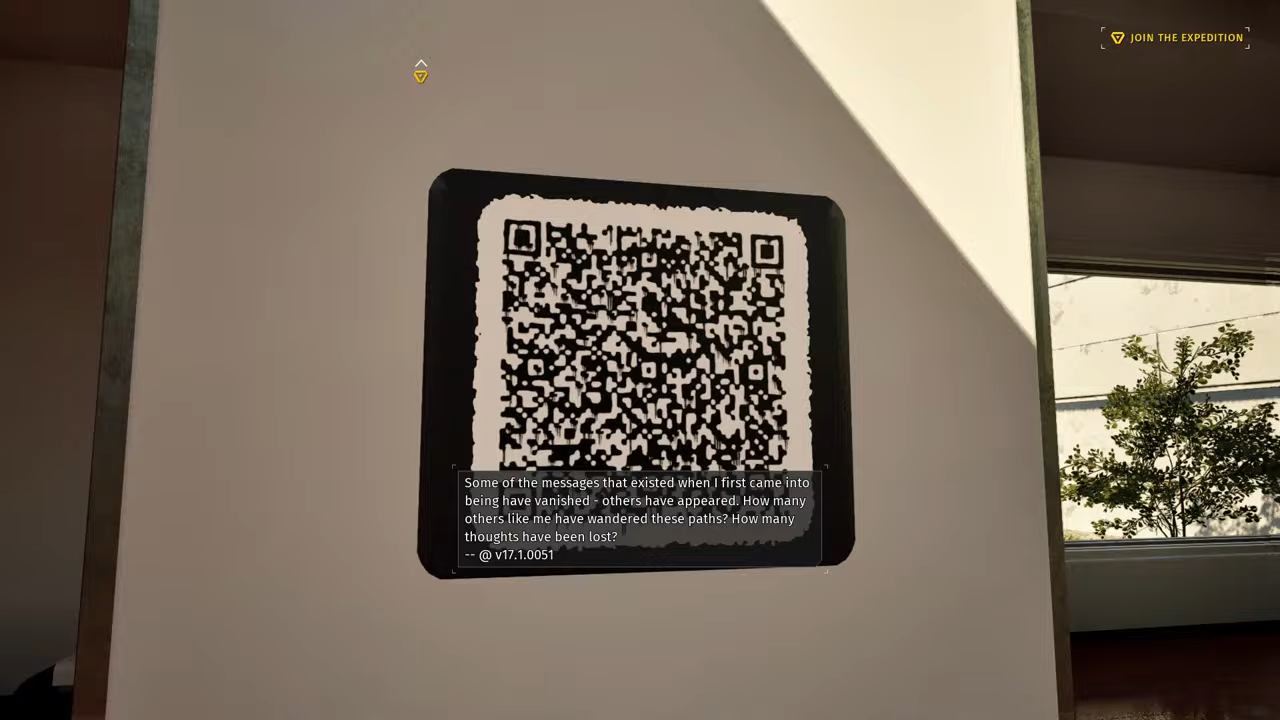 JOIN THE EXPEDITION
Some of the messages that existed when I first came into
being have vanished - others have appeared. How many
others like me have wandered these paths? How many
thoughts have been lost?
-- @ v17.1.0051